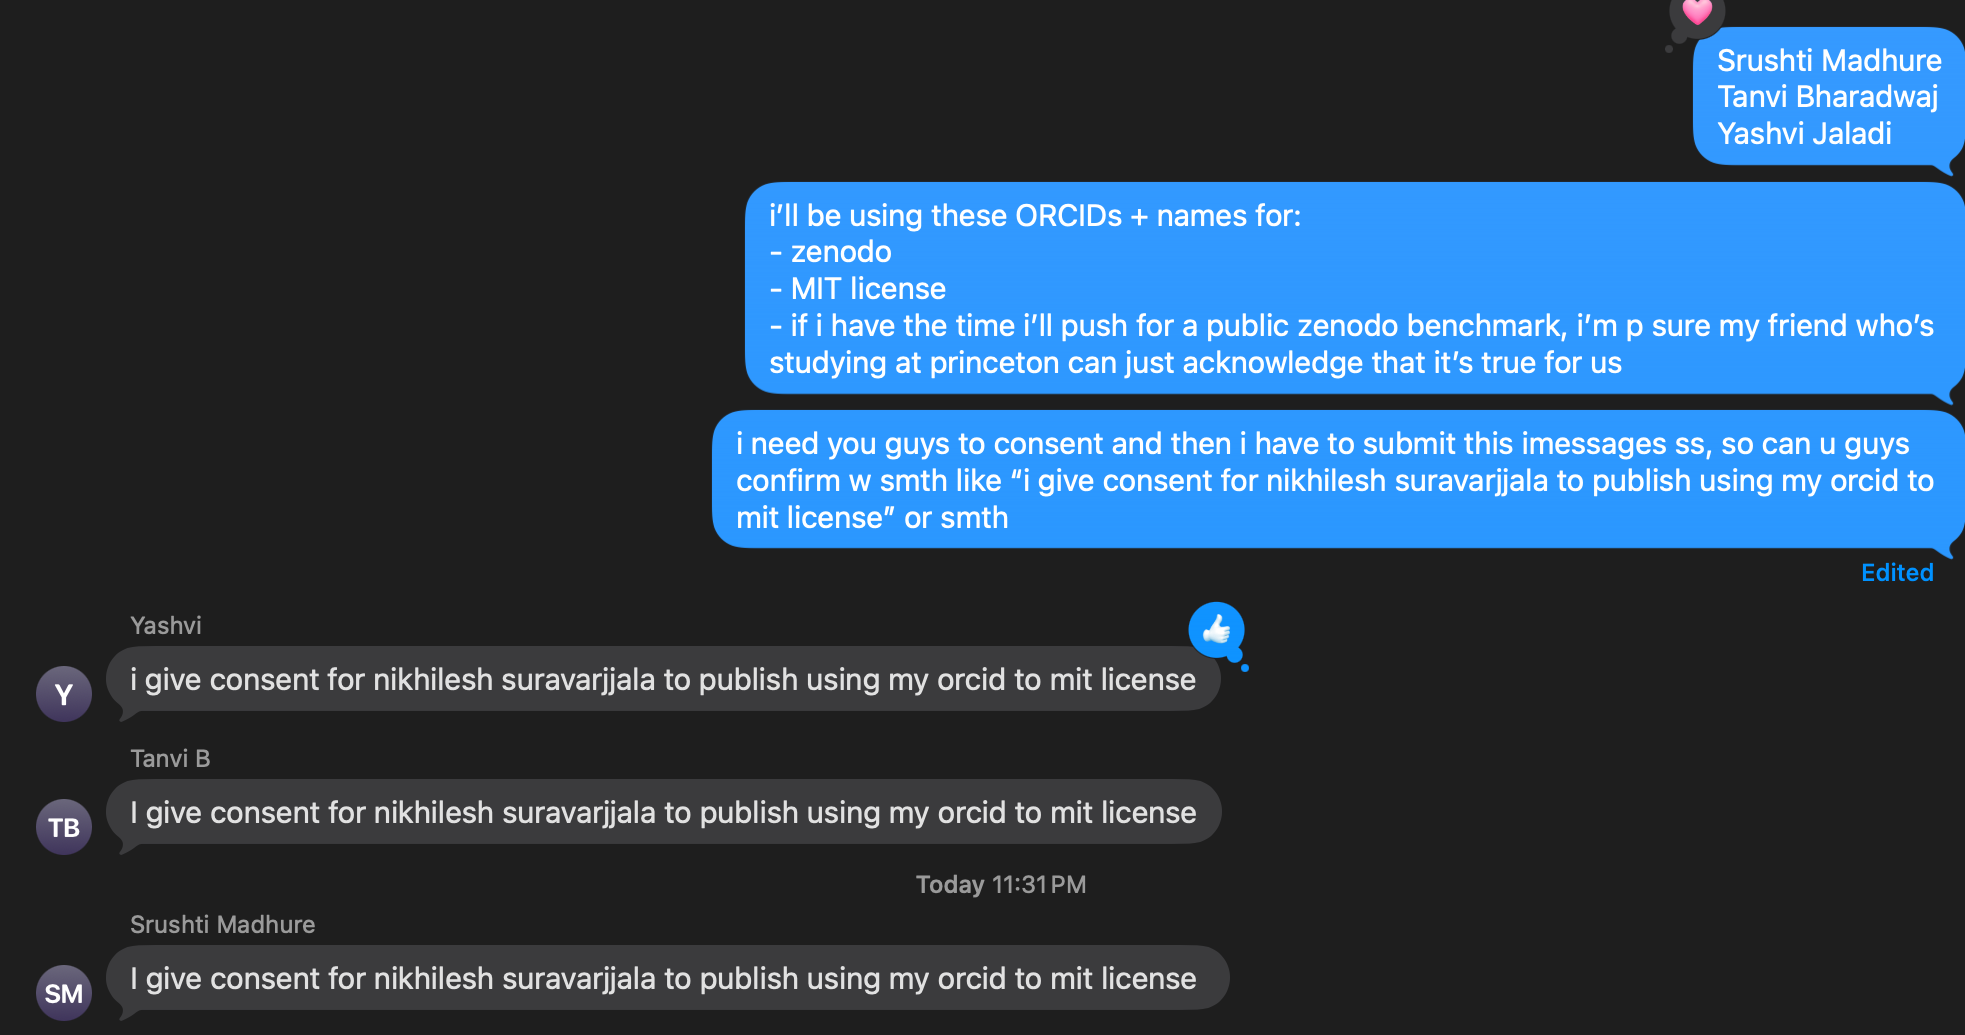 Srushti Madhure
Tanvi Bharadwaj
Yashvi Jaladi
i’ll be using these ORCIDs + names for:
- zenodo
- MIT license
- if i have the time i’ll push for a public zenodo benchmark, i’m p sure my friend who’s
studying at princeton can just acknowledge that it’s true for us
i need you guys to consent and then i have to submit this imessages ss, so can u guys
confirm w smth like “i give consent for nikhilesh suravarjjala to publish using my orcid to
mit license” or smth
Edited
Yashvi
Y
i give consent for nikhilesh suravarjjala to publish using my orcid to mit license
Tanvi B
TB
I give consent for nikhilesh suravarjjala to publish using my orcid to mit license
Today 11:31 PM
Srushti Madhure
SM
I give consent for nikhilesh suravarjjala to publish using my orcid to mit license